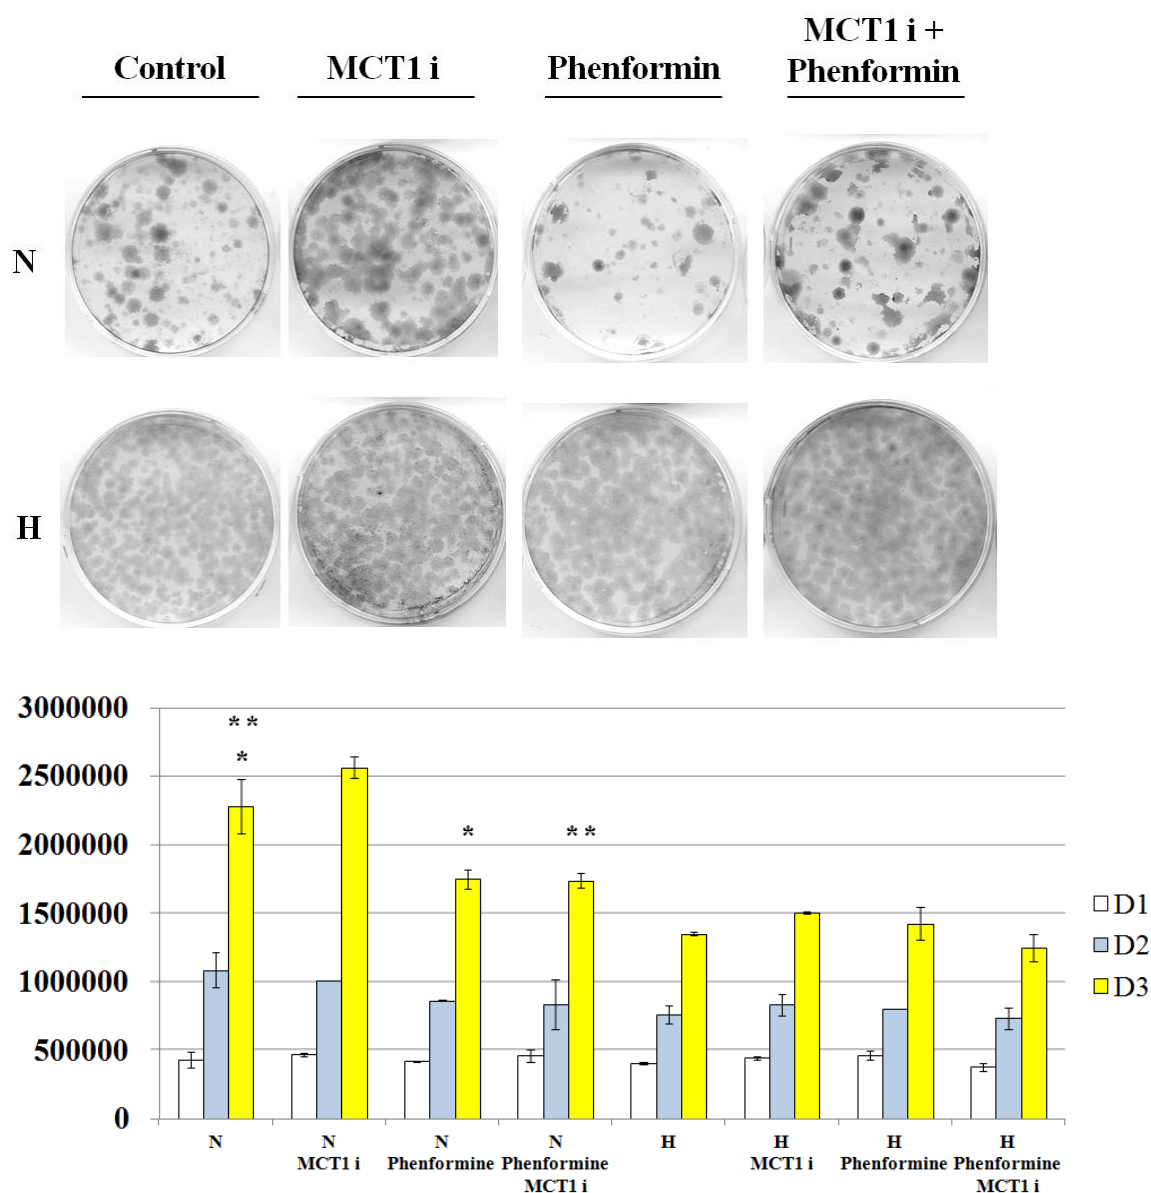 Control
MCT1 i
Phenformin
MCT1 i +
Phenformin
N
H
3000000
2500000
2000000
1500000
1000000
500000
0
* *
*
*
* *
D1
D2
D3
N
N
MCT1 i
N
Phenformine
N
Phenformine
MCT1 i
H
H
MCT1 i
H
Phenformine
H
Phenformine
MCT1 i